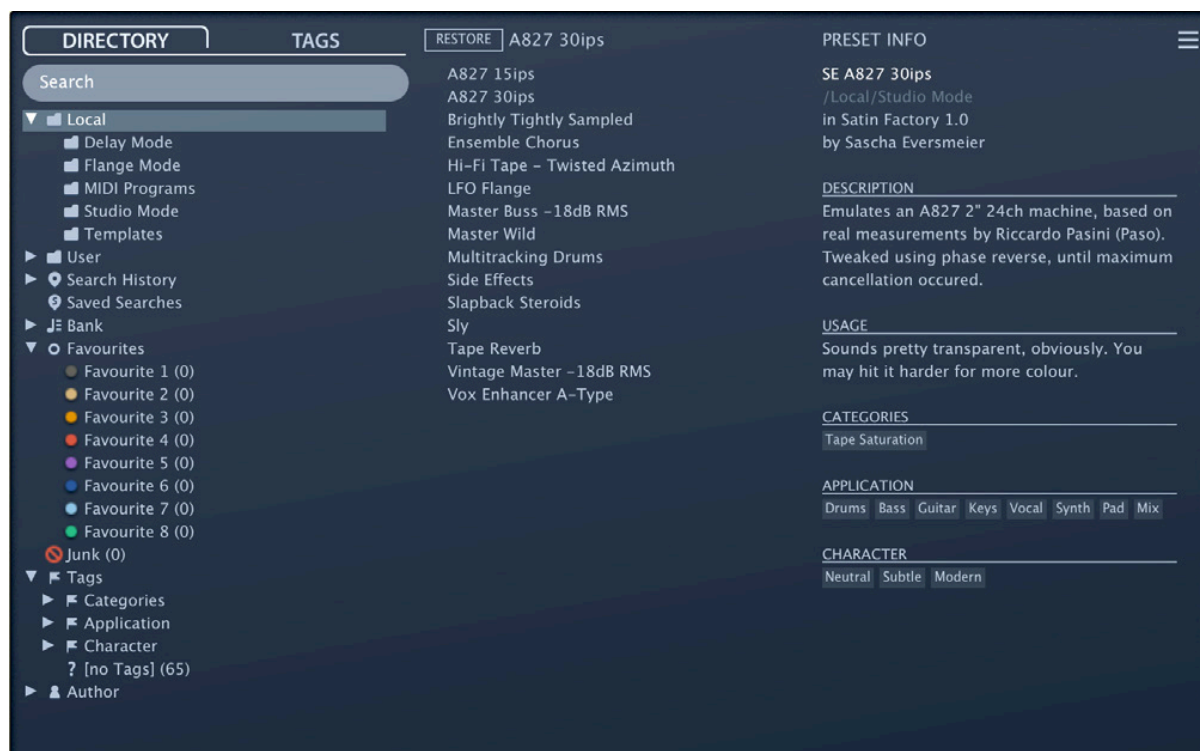 DIRECTORY
TAGS
Search
Local
Delay Mode
Flange Mode
MIDI Programs
Studio Mode
Templates
User
Search History
Saved Searches
Bank
Favourites
Favourite 1 (0)
Favourite 2 (0)
Favourite 3 (0)
Favourite 4 (0)
Favourite 5 (0)
Favourite 6 (0)
Favourite 7 (0)
Favourite 8 (0)
Junk (0)
Tags
Categories
Application
Character
? [no Tags] (65)
Author
RESTORE A827 30ips
A827 15ips
A827 30ips
Brightly Tightly Sampled
Ensemble Chorus
Hi-Fi Tape - Twisted Azimuth
LFO Flange
Master Buss -18dB RMS
Master Wild
Multitracking Drums
Side Effects
Slapback Steroids
Sly
Tape Reverb
Vintage Master -18dB RMS
Vox Enhancer A-Type
PRESET INFO
SE A827 30ips
/Local/Studio Mode
in Satin Factory 1.0
by Sascha Eversmeier
DESCRIPTION
Emulates an A827 2" 24ch machine, based on
real measurements by Riccardo Pasini (Paso).
Tweaked using phase reverse, until maximum
cancellation occured.
USAGE
Sounds pretty transparent, obviously. You
may hit it harder for more colour.
CATEGORIES
Tape Saturation
APPLICATION
Drums Bass Guitar Keys Vocal Synth Pad Mix
CHARACTER
Neutral Subtle Modern